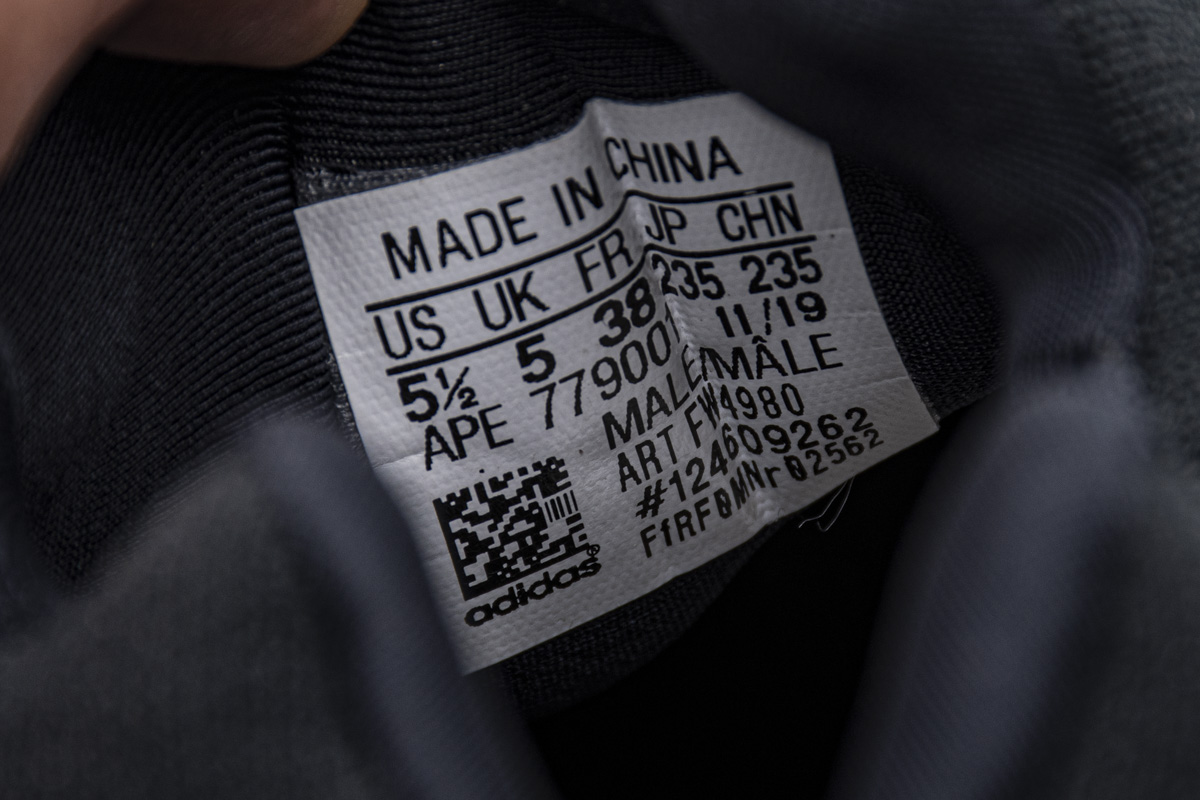 MADE IN CHINA
US UK FR JP CHN
5½ 5 38 235 235
APE 779001 11/19
MALE/MÂLE
ART FW4980
#124609262
F1RF0MNr02562
adidas®